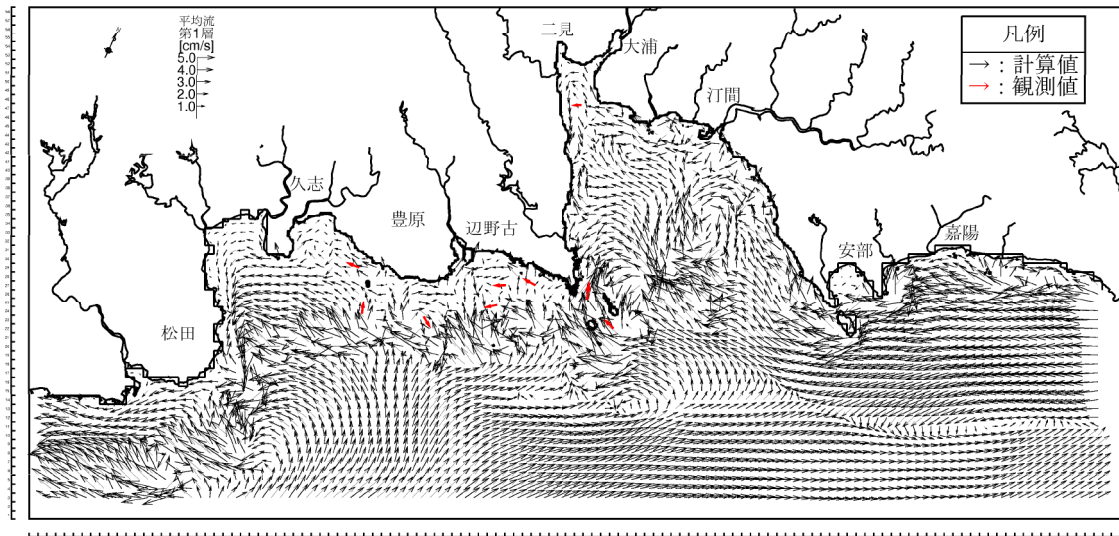 平均流
第1層
[cm/s]
5.0
4.0
3.0
2.0
1.0
二見
大浦
汀間
凡例
→ : 計算値
→ : 観測値
久志
豊原
辺野古
安部
嘉陽
松田